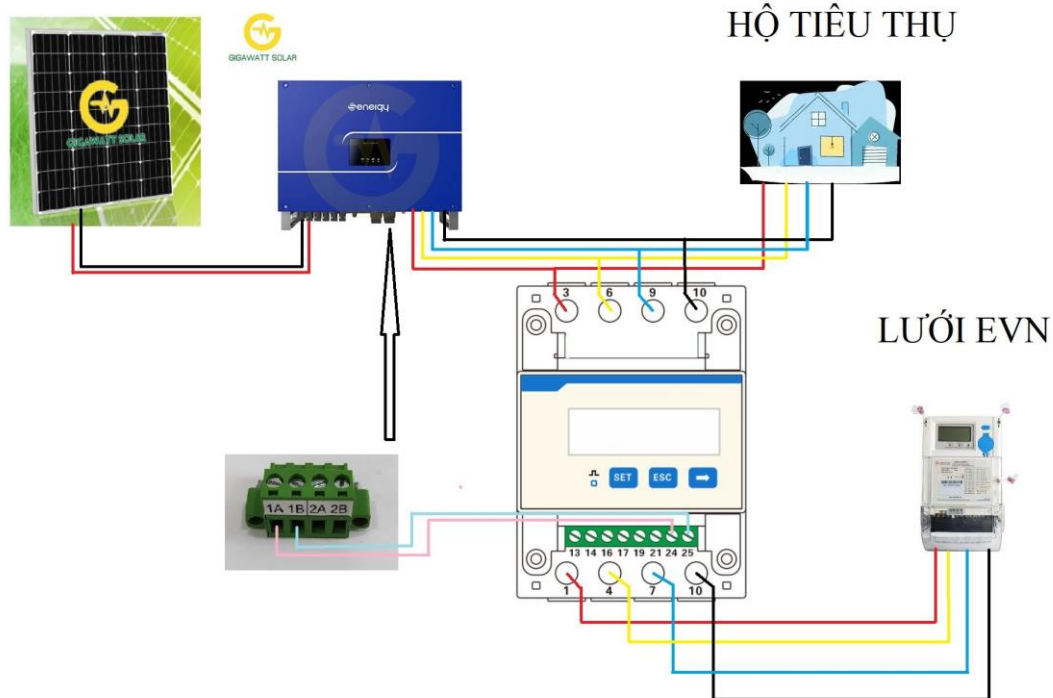 HỘ TIÊU THỤ
GIGAWATT SOLAR
GIGAWATT SOLAR
senergy
LƯỚI EVN
3 6 9 10
SET ESC
1A 1B 2A 2B
13 14 16 17 19 21 24 25
1 4 7 10